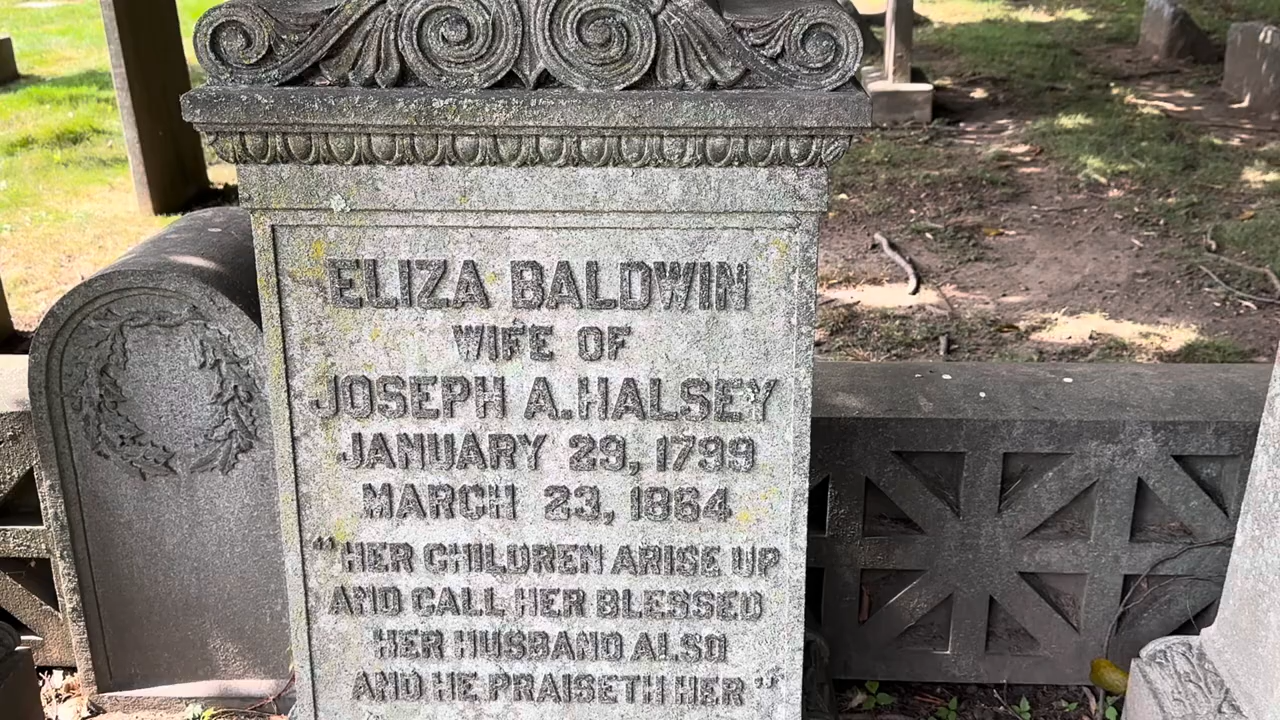 ELIZA BALDWIN
WIFE OF
JOSEPH A. HALSEY
JANUARY 29, 1799
MARCH 23, 1864
"HER CHILDREN ARISE UP
AND CALL HER BLESSED
HER HUSBAND ALSO
AND HE PRAISETH HER"